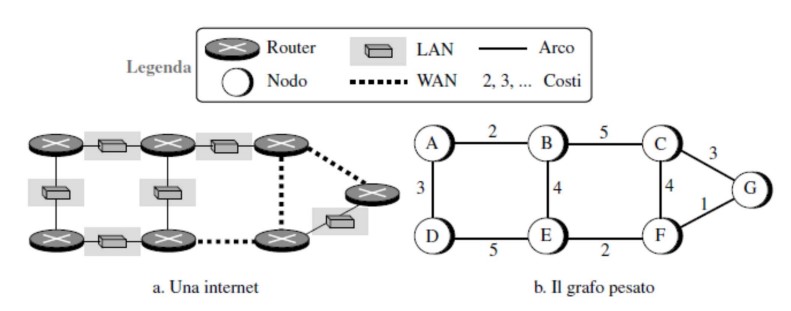 Legenda
Router LAN Arco
Nodo WAN 2, 3, ... Costi
A 2 B 5 C
3
3 4 4 G
1
D 5 E 2 F
a. Una internet b. Il grafo pesato